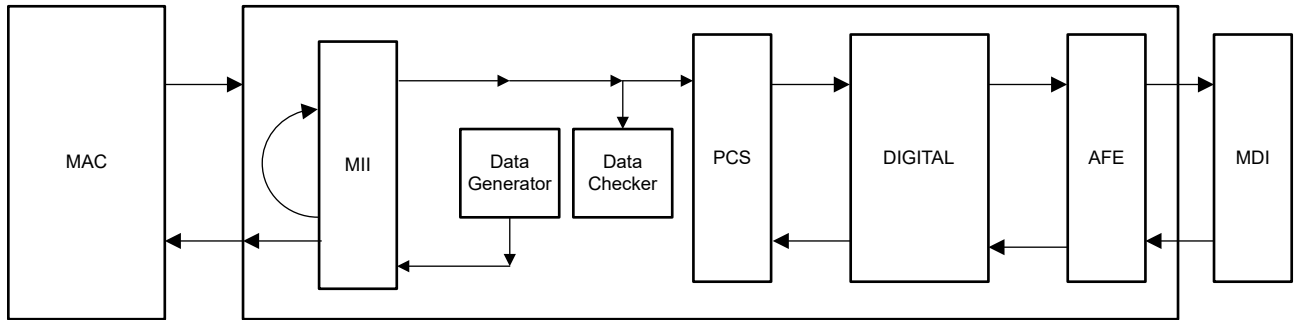 MAC
MII
Data
Generator
Data
Checker
PCS
DIGITAL
AFE
MDI